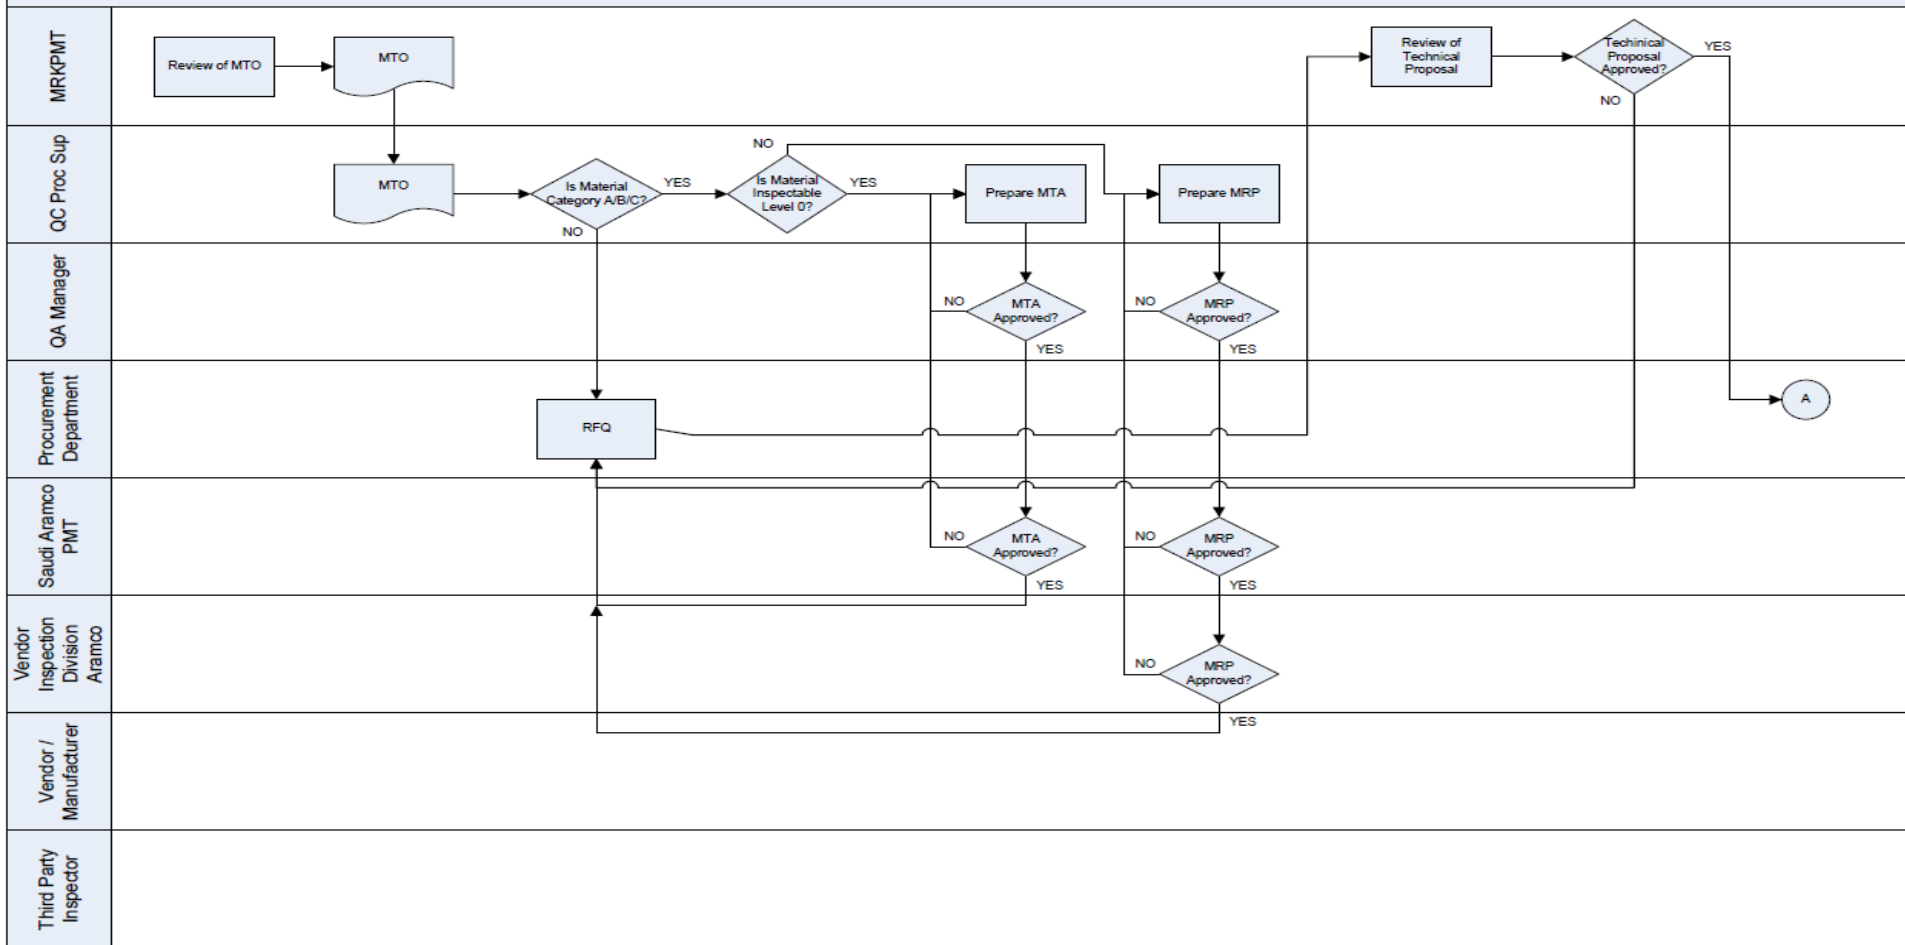 MRKPMT
Review of MTO
MTO
Review of
Technical
Proposal
Techinical
Proposal
Approved?
YES
NO
QC Proc Sup
MTO
Is Material
Category A/B/C?
YES
NO
NO
Is Material
Inspectable
Level 0?
YES
Prepare MTA
Prepare MRP
QA Manager
NO
MTA
Approved?
YES
NO
MRP
Approved?
YES
Procurement
Department
RFQ
A
Saudi Aramco
PMT
NO
MTA
Approved?
YES
NO
MRP
Approved?
YES
Vendor
Inspection
Division
Aramco
NO
MRP
Approved?
YES
Vendor /
Manufacturer
Third Party
Inspector